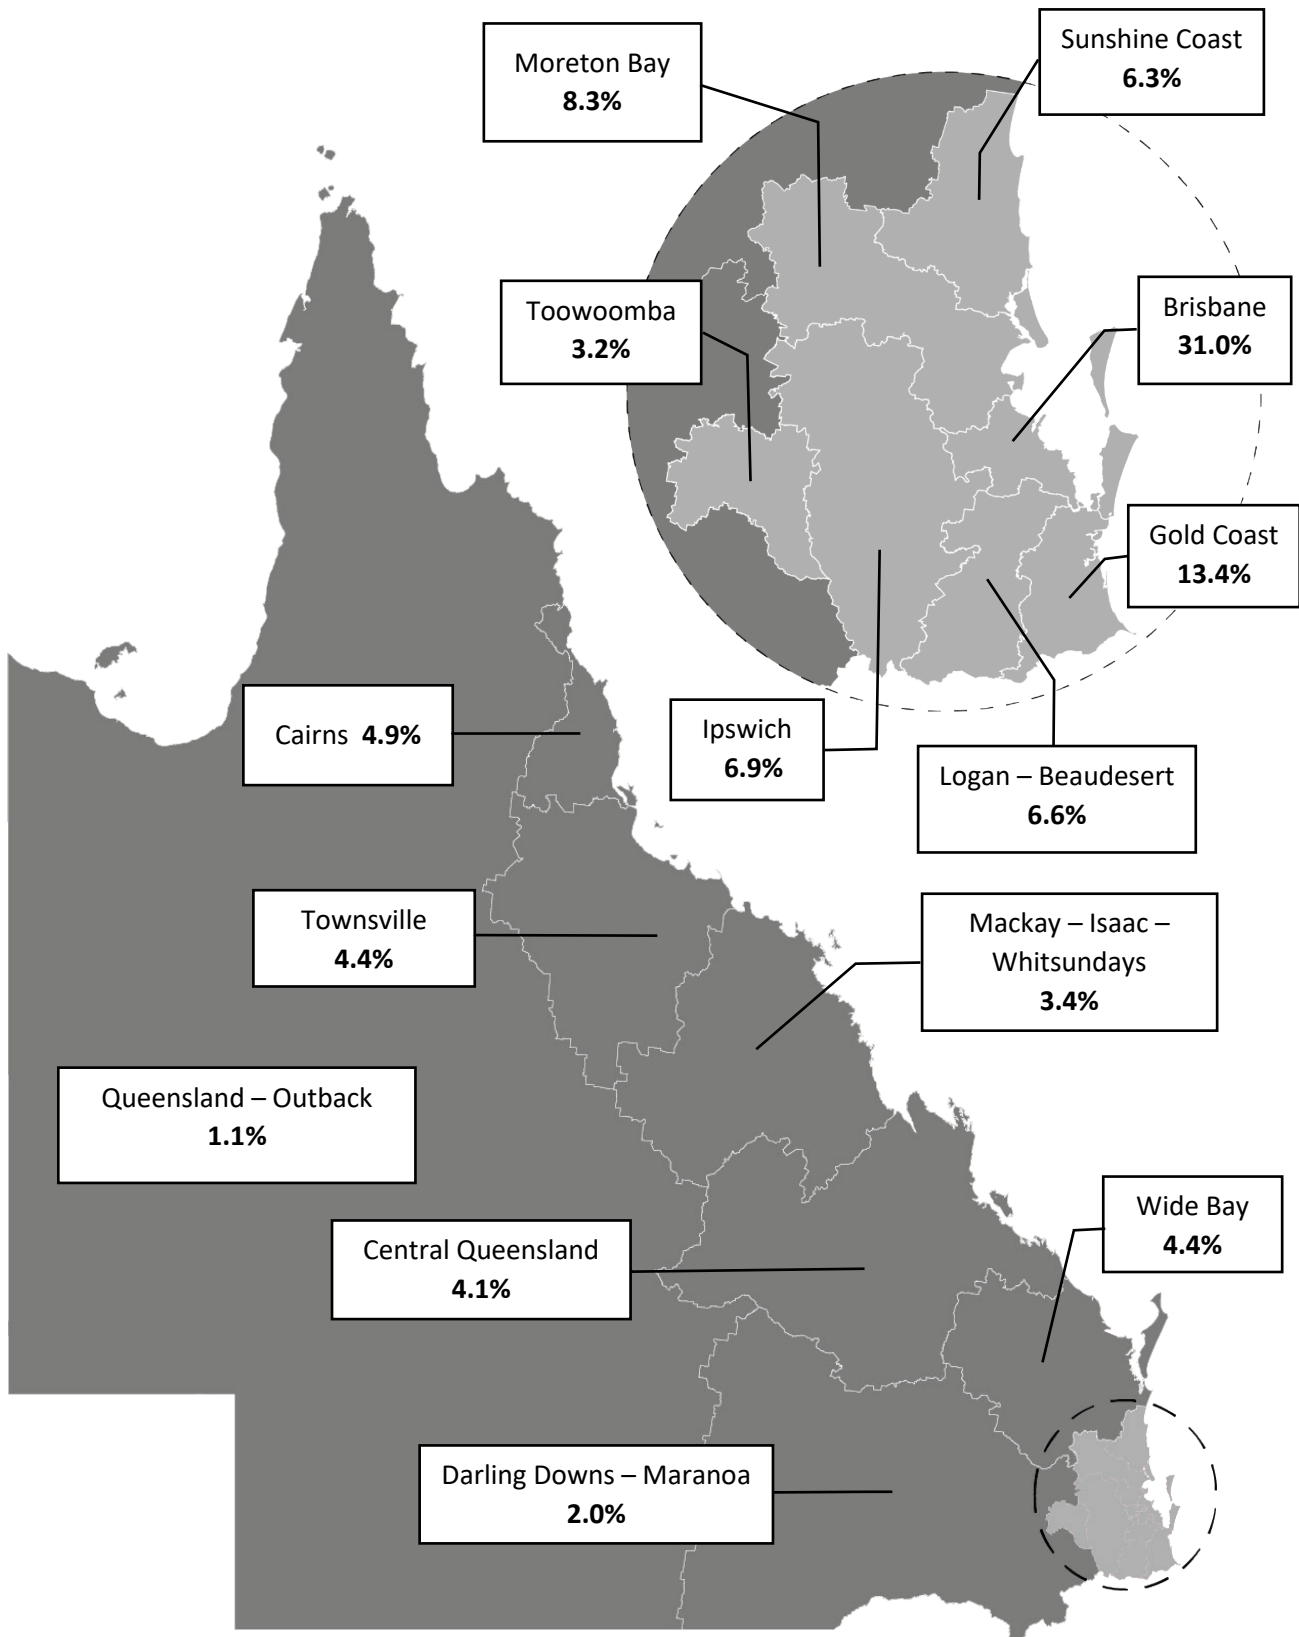 Sunshine Coast
6.3%
Moreton Bay
8.3%
Toowoomba
3.2%
Brisbane
31.0%
Gold Coast
13.4%
Cairns  4.9%
Ipswich
6.9%
Logan – Beaudesert
6.6%
Townsville
4.4%
Mackay – Isaac –
Whitsundays
3.4%
Queensland – Outback
1.1%
Wide Bay
4.4%
Central Queensland
4.1%
Darling Downs – Maranoa
2.0%